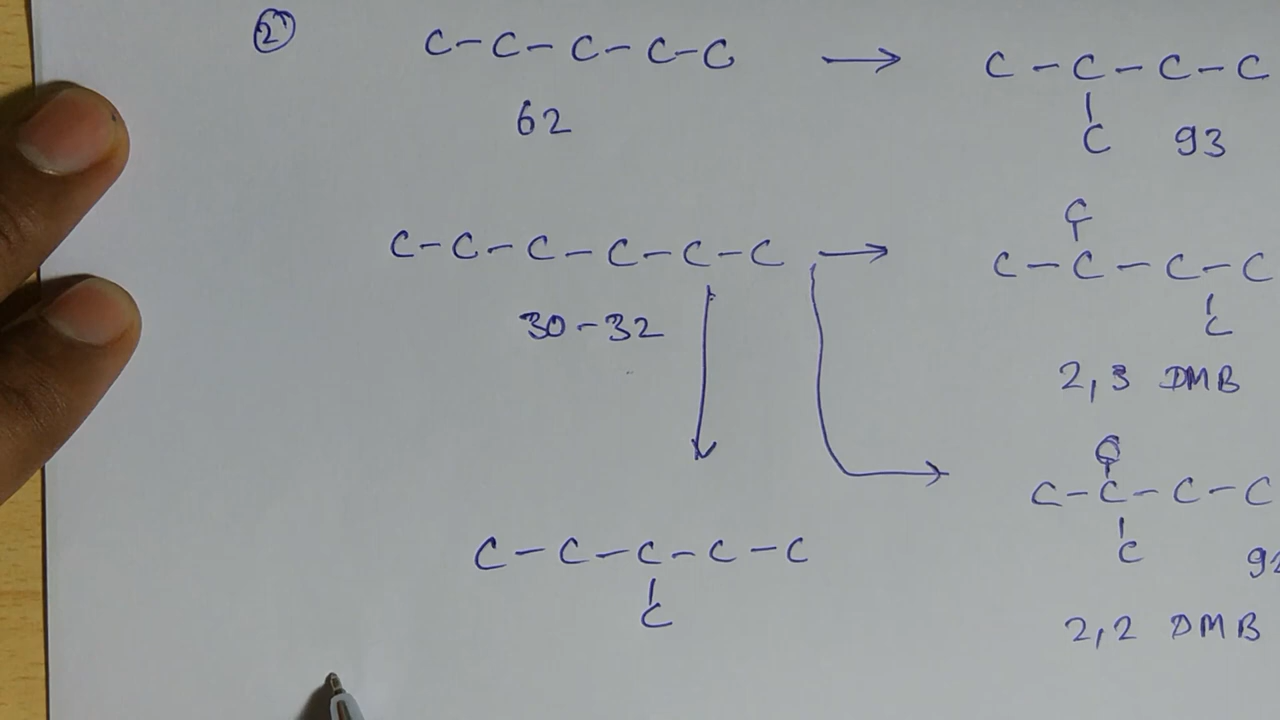 2 C-C-C-C-C → C-C-C-C
C
62 93
C
C-C-C-C-C-C → C-C-C-C
C
30-32
2,3 DMB
C
C-C-C-C
C
C-C-C-C-C
C
2,2 DMB